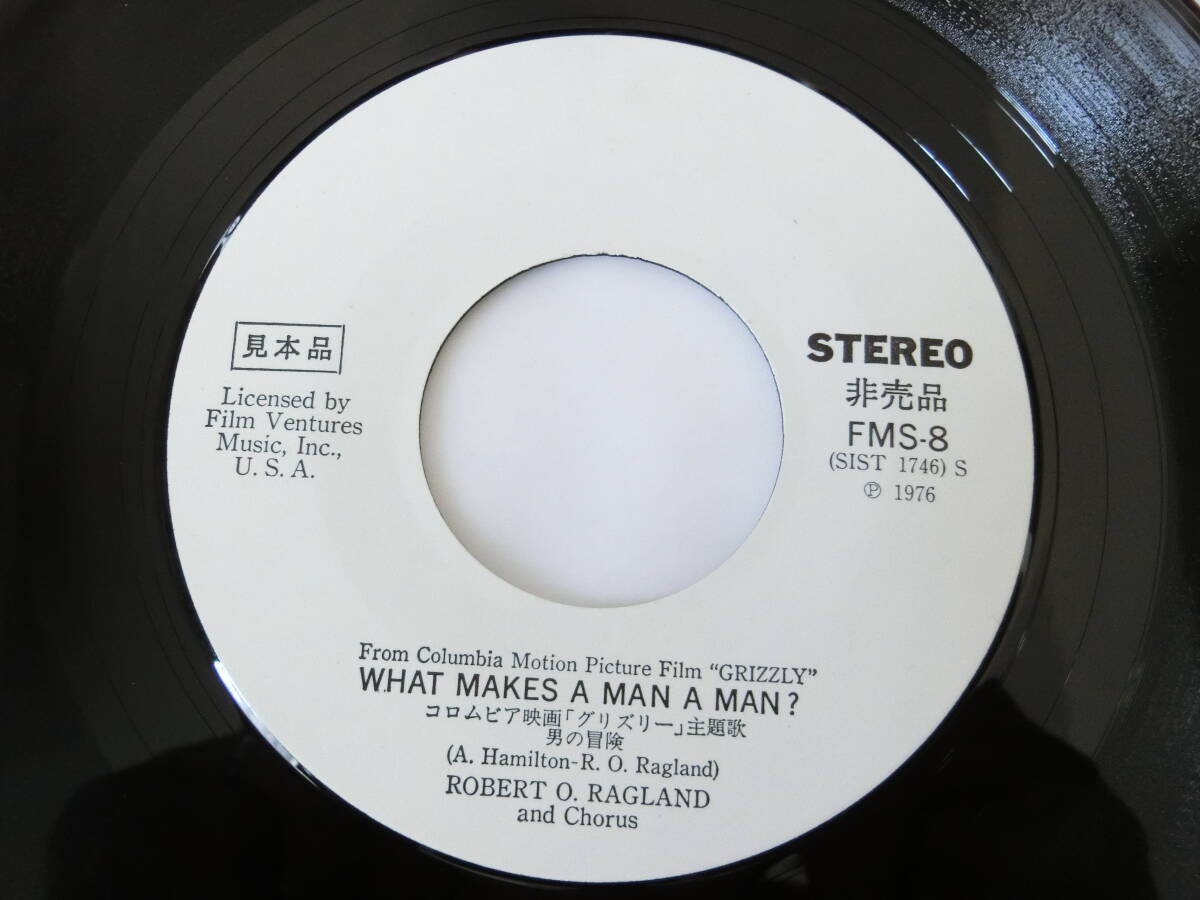 見本品
Licensed by
Film Ventures
Music, Inc.,
U. S. A.
STEREO
非売品
FMS-8
(SIST 1746) S
Ⓟ 1976
From Columbia Motion Picture Film “GRIZZLY”
WHAT MAKES A MAN A MAN?
コロムビア映画「グリズリー」主題歌
男の冒険
(A. Hamilton-R. O. Ragland)
ROBERT O. RAGLAND
and Chorus